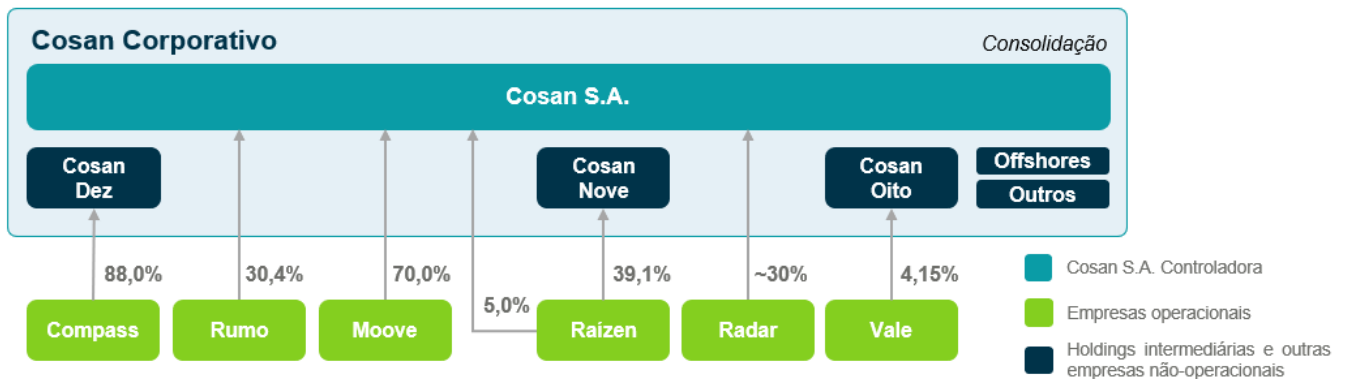 Cosan Corporativo
Consolidação
Cosan S.A.
Cosan
Dez
Cosan
Nove
Cosan
Oito
Offshores
Outros
88,0%
30,4%
70,0%
5,0%
39,1%
~30%
4,15%
Compass
Rumo
Moove
Raízen
Radar
Vale
Cosan S.A. Controladora
Empresas operacionais
Holdings intermediárias e outras
empresas não-operacionais